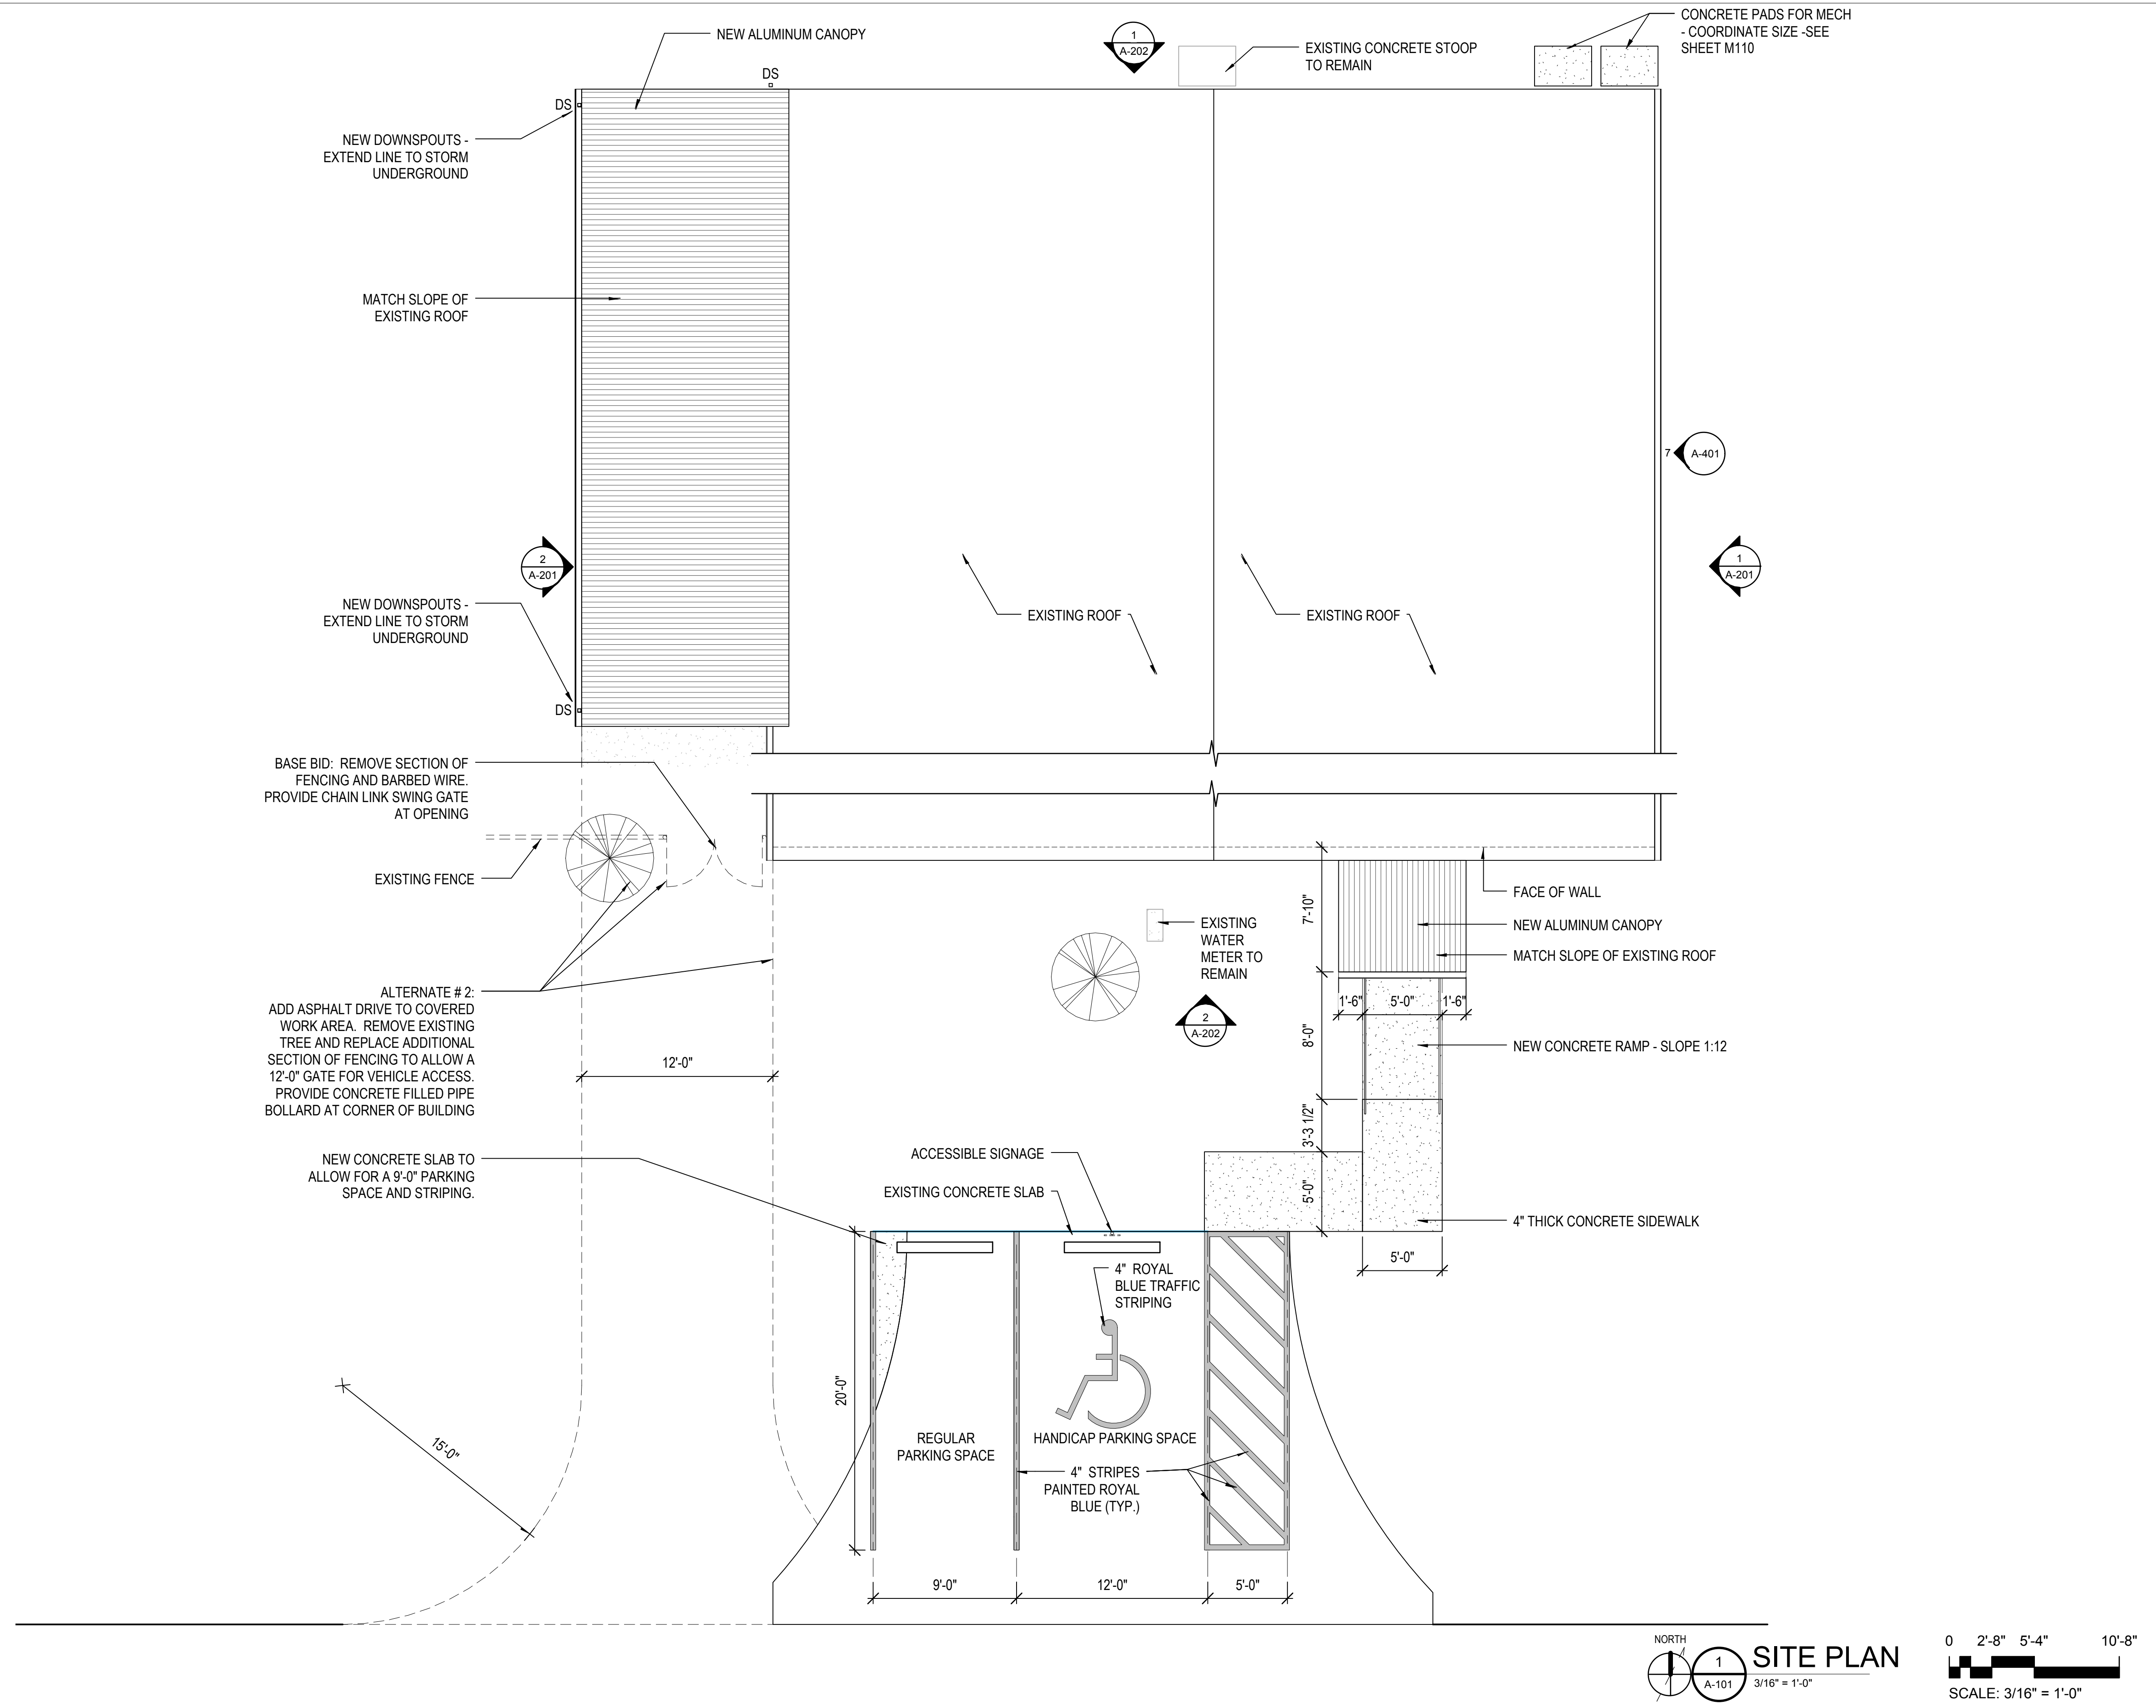 NEW ALUMINUM CANOPY
1
A-202
EXISTING CONCRETE STOOP
TO REMAIN
CONCRETE PADS FOR MECH
- COORDINATE SIZE -SEE
SHEET M110
DS
DS
NEW DOWNSPOUTS -
EXTEND LINE TO STORM
UNDERGROUND
MATCH SLOPE OF
EXISTING ROOF
7
A-401
2
A-201
1
A-201
NEW DOWNSPOUTS -
EXTEND LINE TO STORM
UNDERGROUND
EXISTING ROOF
EXISTING ROOF
DS
BASE BID: REMOVE SECTION OF
FENCING AND BARBED WIRE.
PROVIDE CHAIN LINK SWING GATE
AT OPENING
EXISTING FENCE
FACE OF WALL
7'-10"
EXISTING
WATER
METER TO
REMAIN
NEW ALUMINUM CANOPY
MATCH SLOPE OF EXISTING ROOF
ALTERNATE # 2:
ADD ASPHALT DRIVE TO COVERED
WORK AREA. REMOVE EXISTING
TREE AND REPLACE ADDITIONAL
SECTION OF FENCING TO ALLOW A
12'-0" GATE FOR VEHICLE ACCESS.
PROVIDE CONCRETE FILLED PIPE
BOLLARD AT CORNER OF BUILDING
1'-6"
5'-0"
1'-6"
2
A-202
8'-0"
NEW CONCRETE RAMP - SLOPE 1:12
12'-0"
3'-3 1/2"
ACCESSIBLE SIGNAGE
NEW CONCRETE SLAB TO
ALLOW FOR A 9'-0" PARKING
SPACE AND STRIPING.
EXISTING CONCRETE SLAB
5'-0"
4" THICK CONCRETE SIDEWALK
5'-0"
4" ROYAL
BLUE TRAFFIC
STRIPING
20'-0"
15'-0"
REGULAR
PARKING SPACE
HANDICAP PARKING SPACE
4" STRIPES
PAINTED ROYAL
BLUE (TYP.)
9'-0"
12'-0"
5'-0"
NORTH
1
A-101
SITE PLAN
3/16" = 1'-0"
0 2'-8" 5'-4" 10'-8"
SCALE: 3/16" = 1'-0"